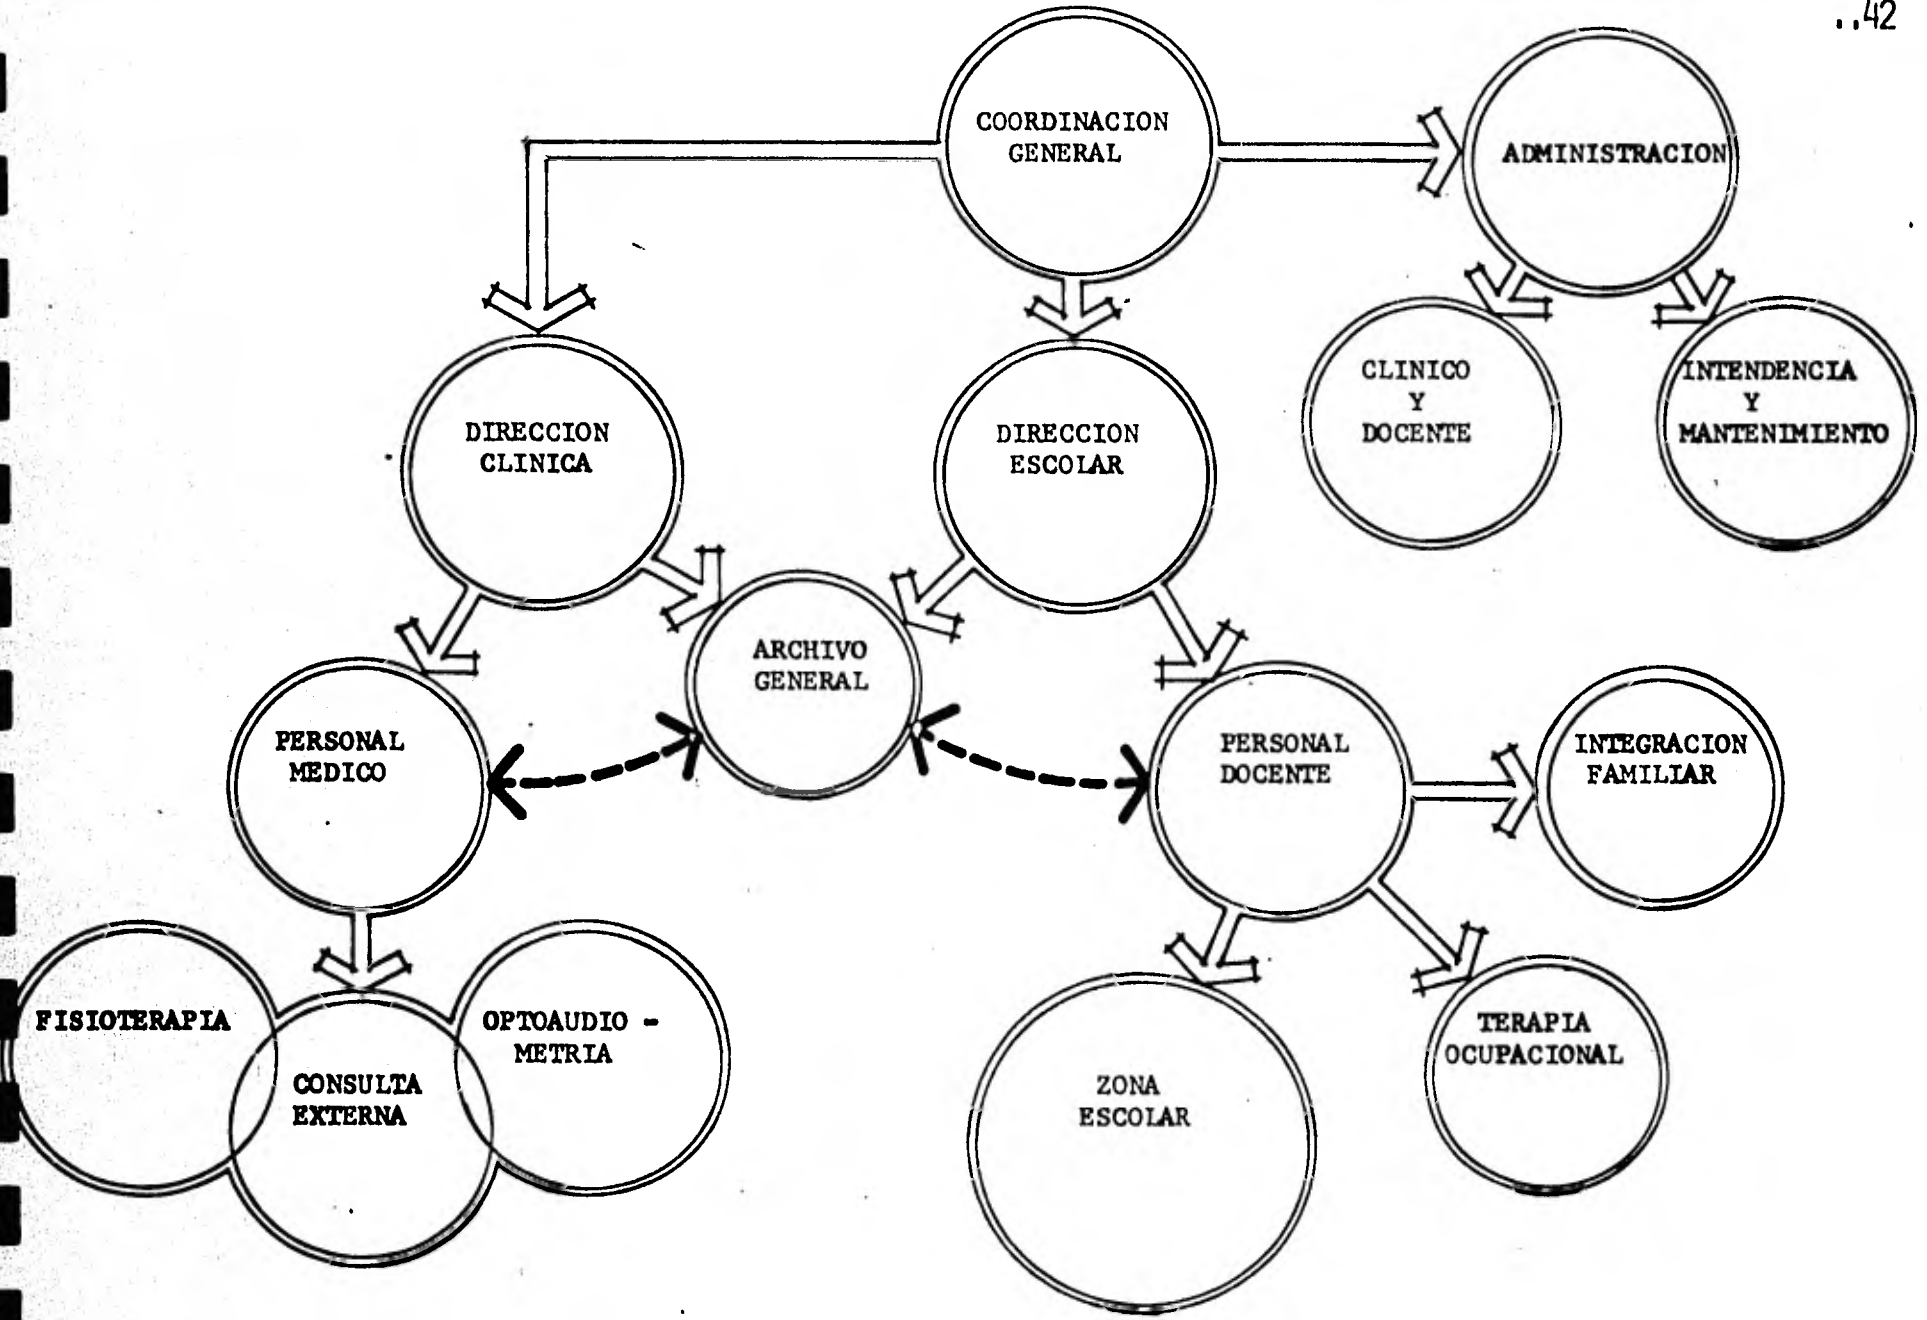 ..42
COORDINACION
GENERAL
ADMINISTRACION
CLINICO
Y
DOCENTE
INTENDENCIA
Y
MANTENIMIENTO
DIRECCION
CLINICA
DIRECCION
ESCOLAR
ARCHIVO
GENERAL
PERSONAL
MEDICO
PERSONAL
DOCENTE
INTEGRACION
FAMILIAR
FISIOTERAPIA
OPTOAUDIO -
METRIA
CONSULTA
EXTERNA
ZONA
ESCOLAR
TERAPIA
OCUPACIONAL